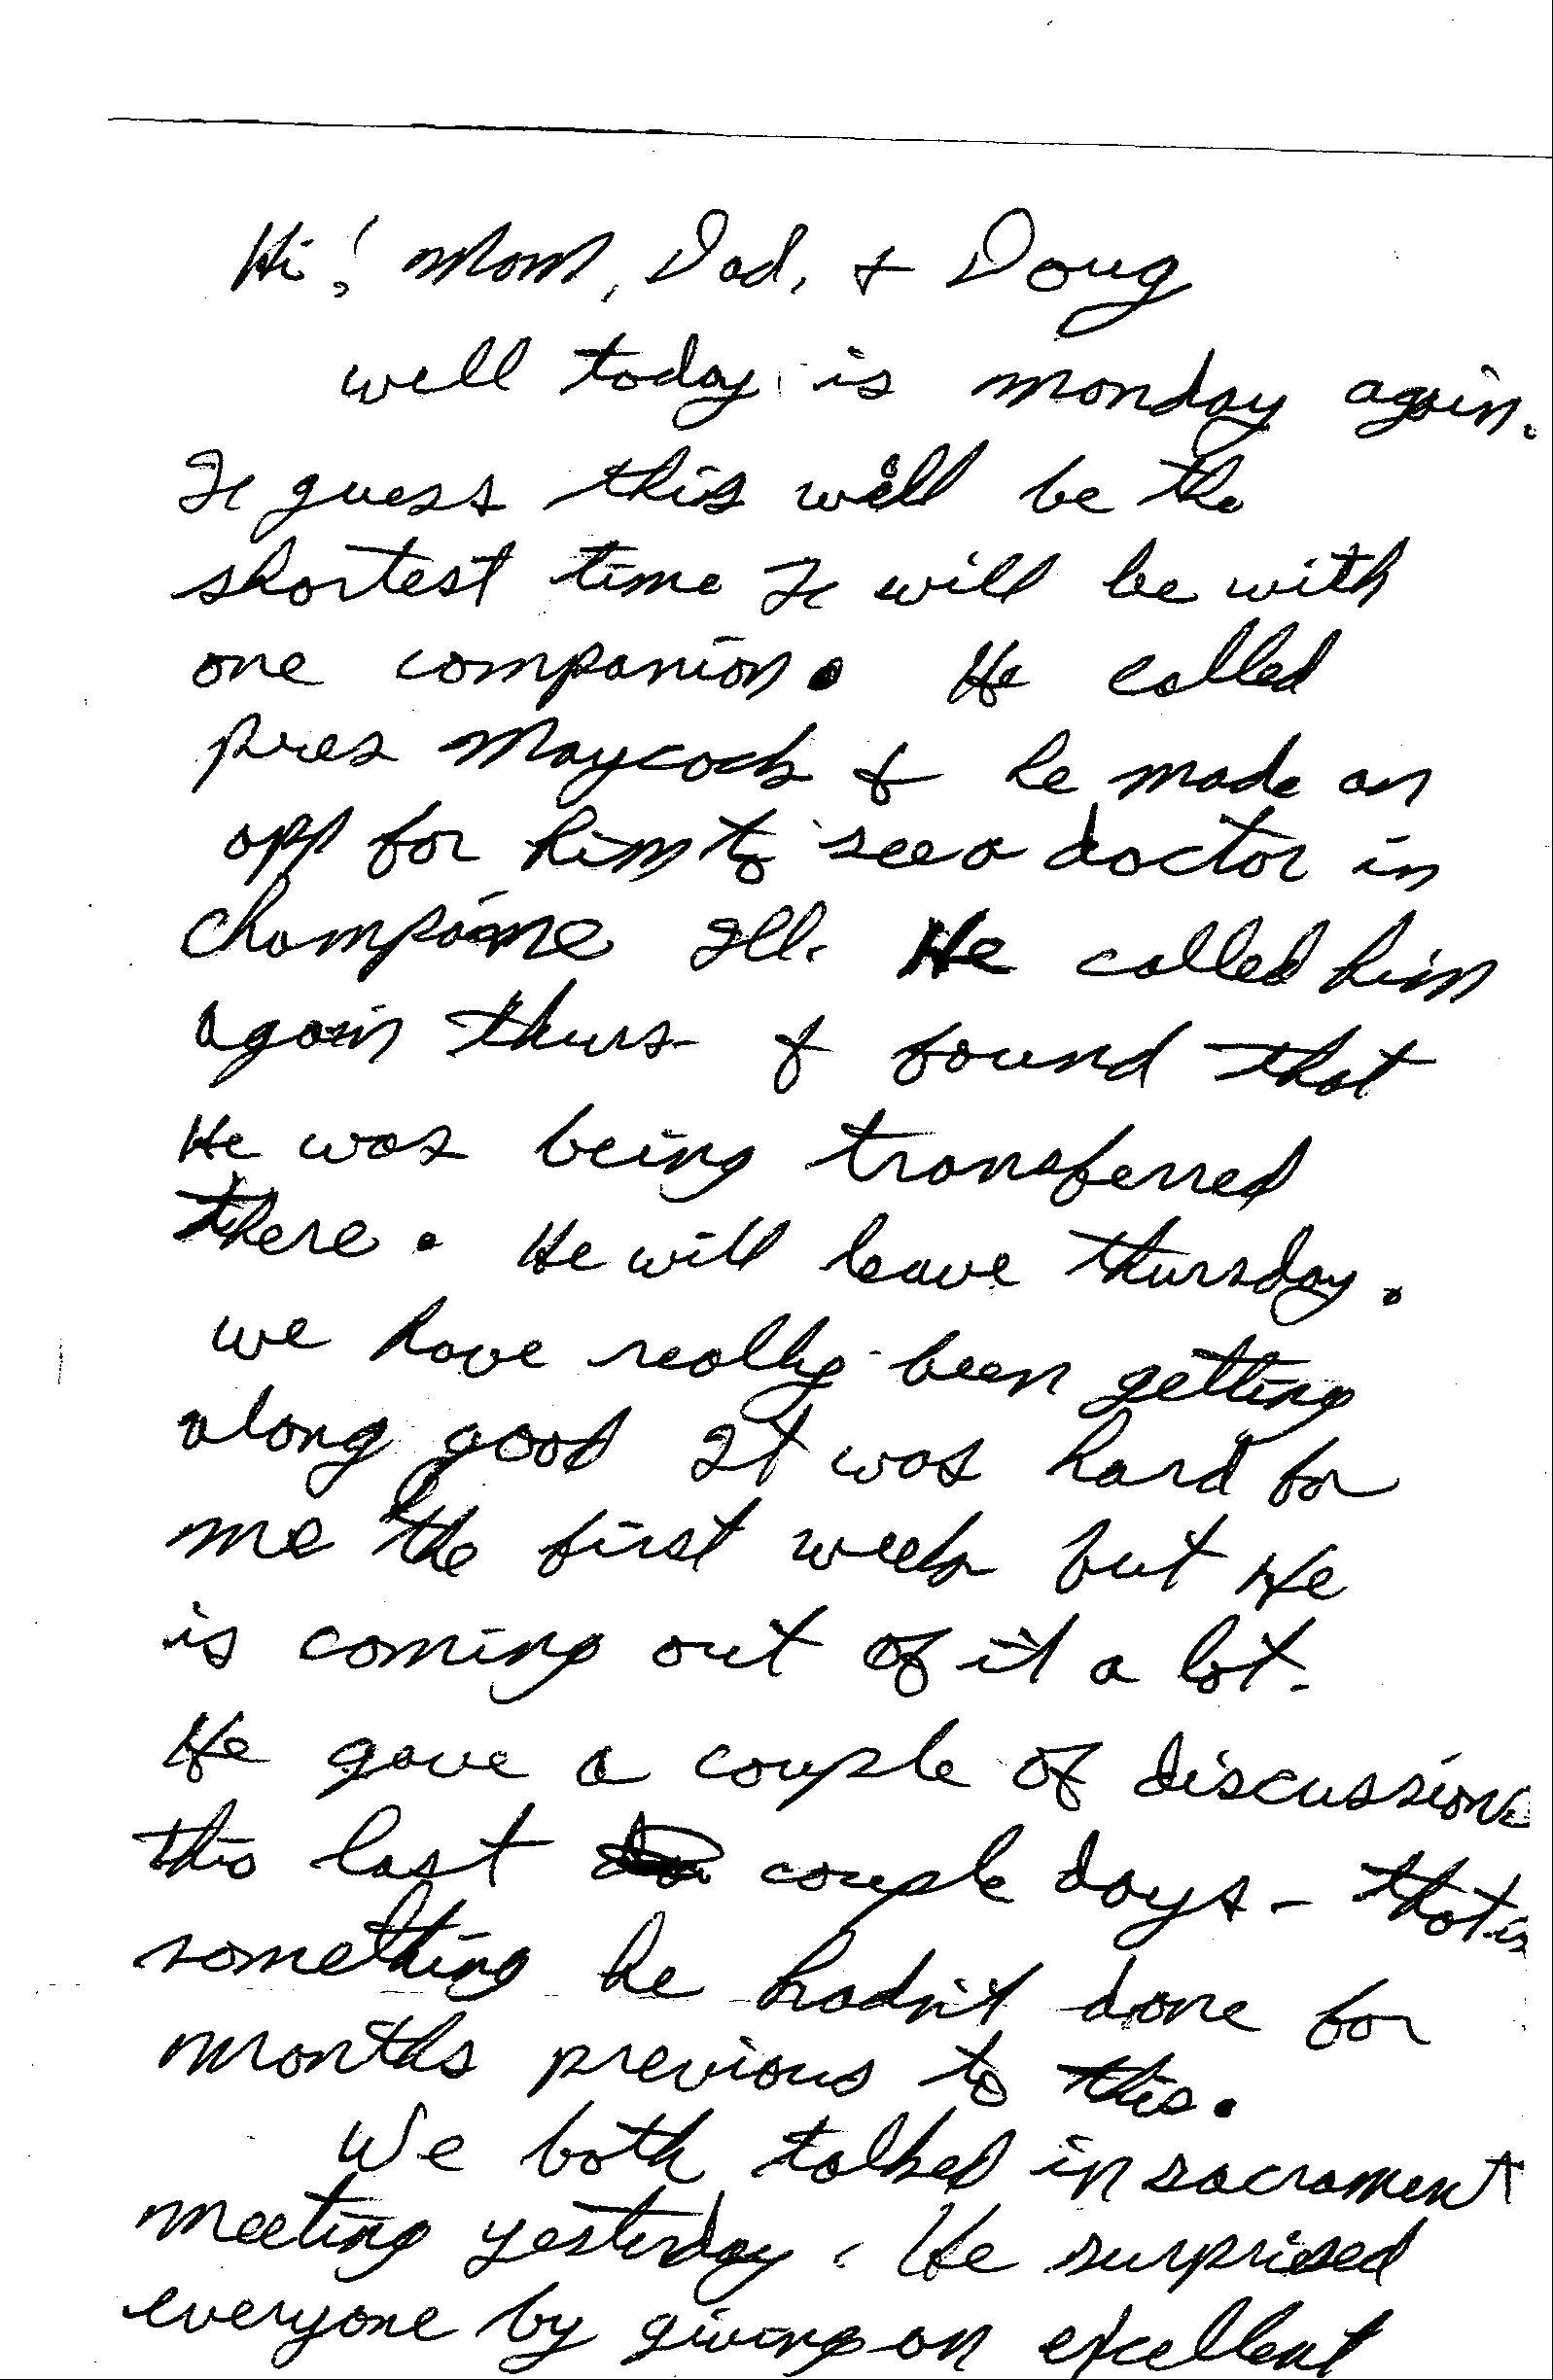 Hi! Mom, Dad, & Doug
well today is monday again.
I guess this will be the
shortest time I will be with
one companion. He called
pres Maycock & he made an
app for him to see a doctor in
Champaine Ill. He called him
again thurs. & found that
He was being transferred
there. He will leave thursday.
we have really been getting
along good It was hard for
me the first week but He
is coming out of it a lot.
He gave a couple of discussions
this last couple days - that is
something he hadn't done for
months previous to this.
We both talked in sacrament
meeting yesterday. He surprised
everyone by giving an excellent